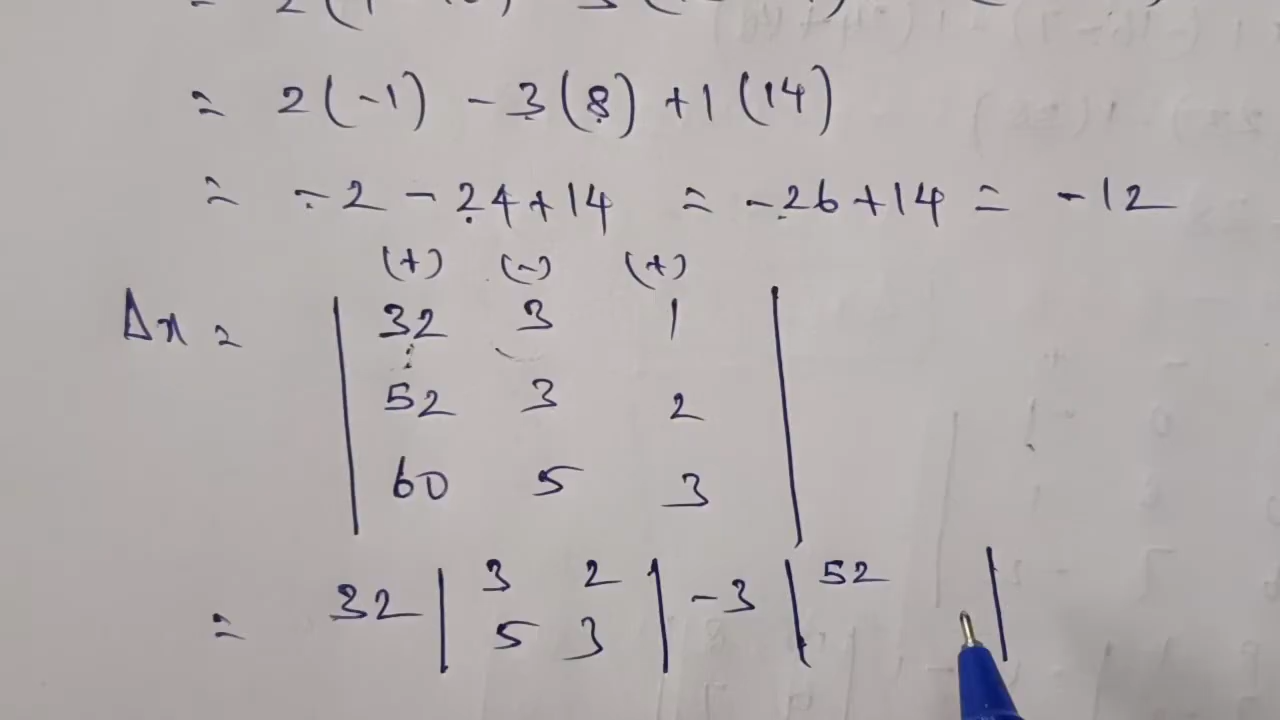 = 2(-1) - 3(8) + 1(14)
= -2 - 24 + 14 = -26 + 14 = -12
(+) (-) (+)
Δx = | 32 3 1 |
52 3 2
60 5 3
= 32 | 3 2 | -3 | 52 |
5 3